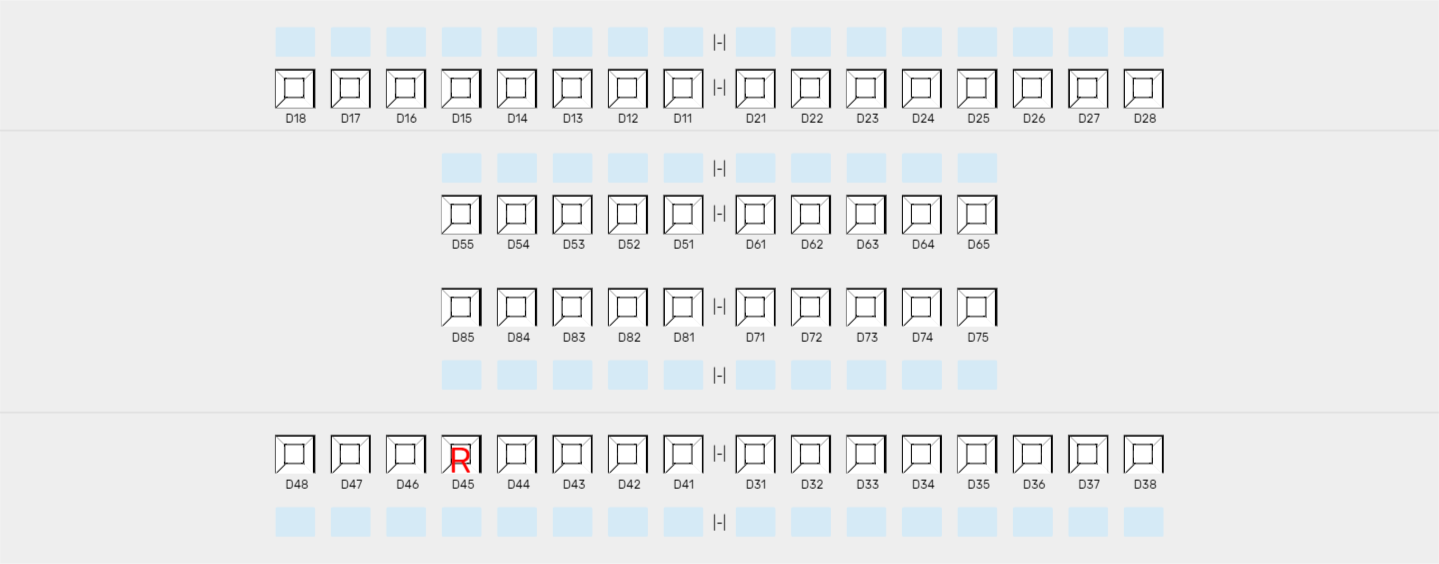 |-|
|-|
D18 D17 D16 D15 D14 D13 D12 D11 D21 D22 D23 D24 D25 D26 D27 D28
|-|
|-|
D55 D54 D53 D52 D51 D61 D62 D63 D64 D65
|-|
D85 D84 D83 D82 D81 D71 D72 D73 D74 D75
|-|
R |-|
D48 D47 D46 D45 D44 D43 D42 D41 D31 D32 D33 D34 D35 D36 D37 D38
|-|